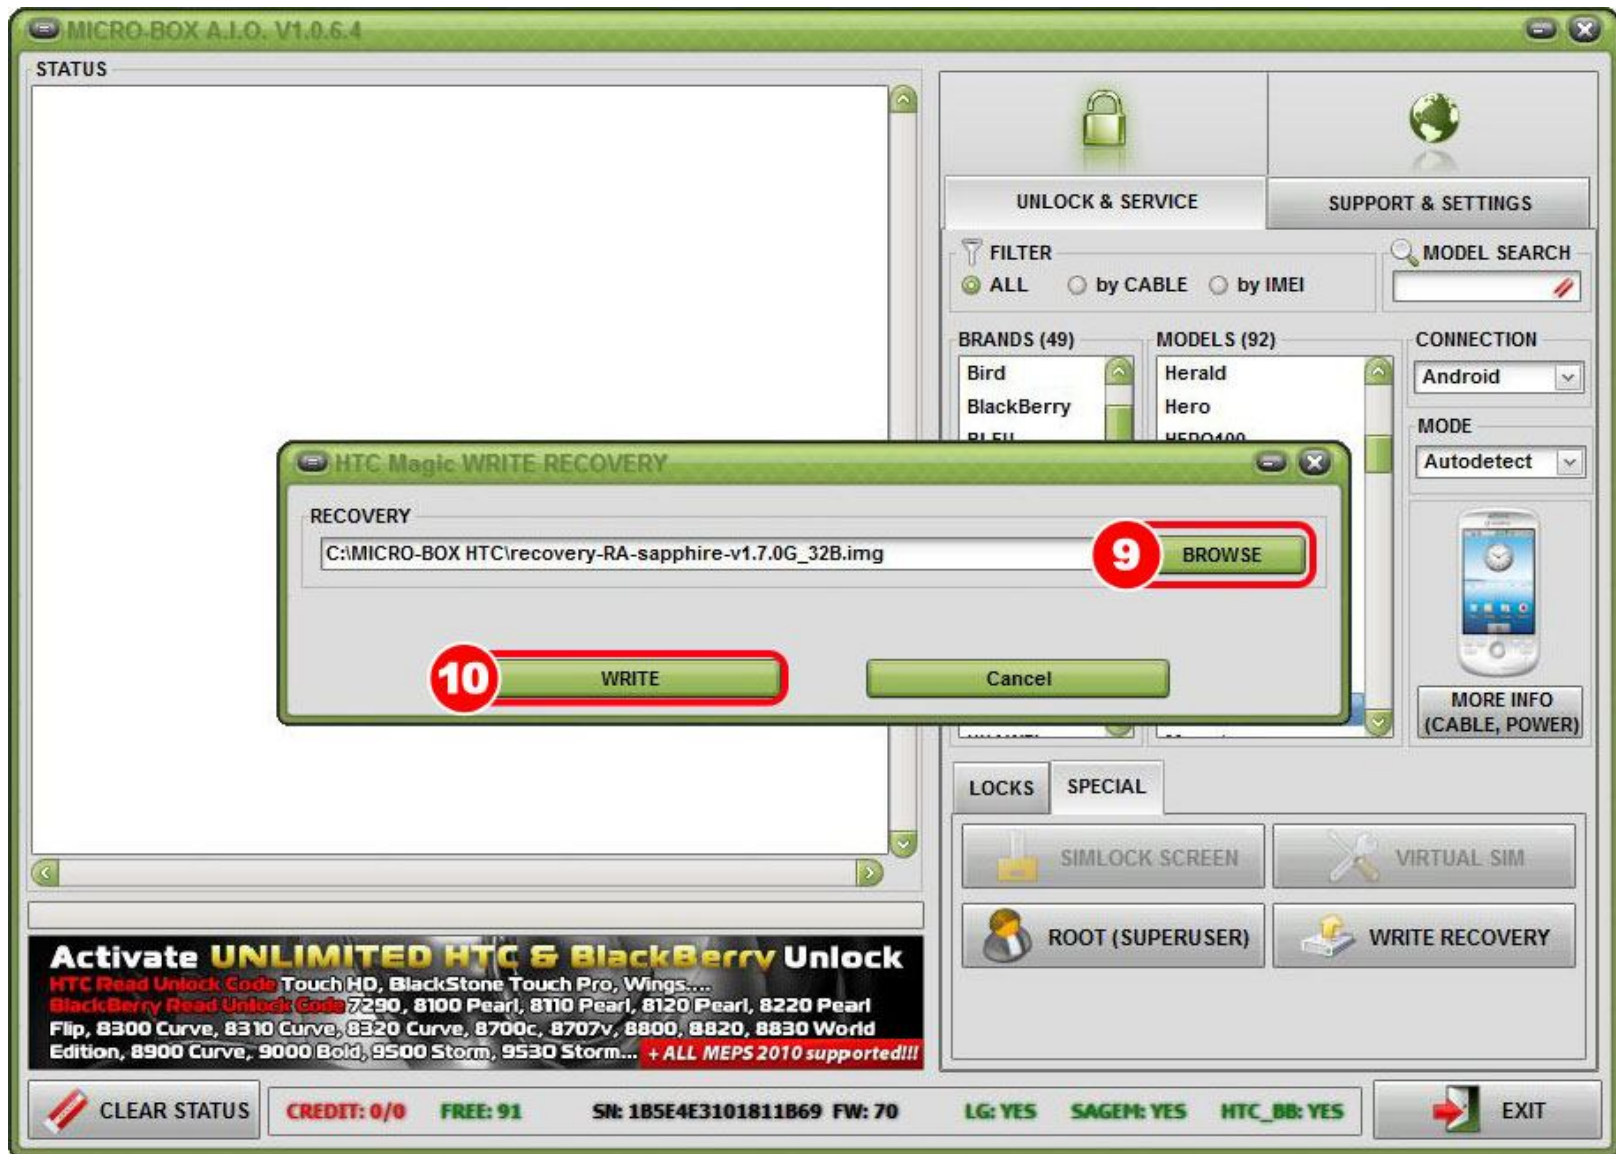 MICRO-BOX A.I.O. V1.0.6.4
STATUS
UNLOCK & SERVICE
SUPPORT & SETTINGS
FILTER
ALL
by CABLE
by IMEI
MODEL SEARCH
BRANDS (49)
Bird
BlackBerry
MODELS (92)
Herald
Hero
CONNECTION
Android
MODE
Autodetect
HTC Magic WRITE RECOVERY
RECOVERY
C:\MICRO-BOX HTC\recovery-RA-sapphire-v1.7.0G_32B.img
9
BROWSE
10
WRITE
Cancel
MORE INFO
(CABLE, POWER)
LOCKS
SPECIAL
SIMLOCK SCREEN
VIRTUAL SIM
ROOT (SUPERUSER)
WRITE RECOVERY
Activate UNLIMITED HTC & BlackBerry Unlock
HTC Read Unlock Code Touch HD, BlackStone Touch Pro, Wings....
BlackBerry Read Unlock Code 7290, 8100 Pearl, 8110 Pearl, 8120 Pearl, 8220 Pearl
Flip, 8300 Curve, 8310 Curve, 8320 Curve, 8700c, 8707v, 8800, 8820, 8830 World
Edition, 8900 Curve, 9000 Bold, 9500 Storm, 9530 Storm... + ALL MEPS 2010 supported!!!
CLEAR STATUS
CREDIT: 0/0
FREE: 91
SN: 1B5E4E3101811B69 FW: 70
LG: YES
SAGEM: YES
HTC_BB: YES
EXIT